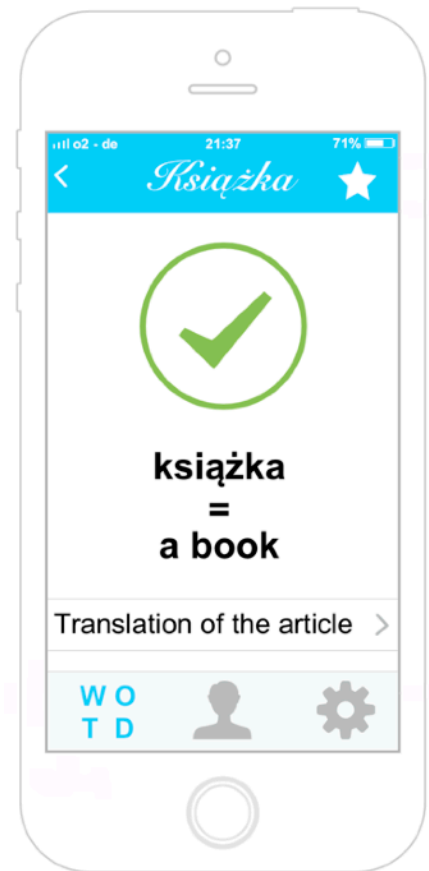 o2 - de 21:37 71%
Książka
książka
=
a book
Translation of the article >
W O
T D